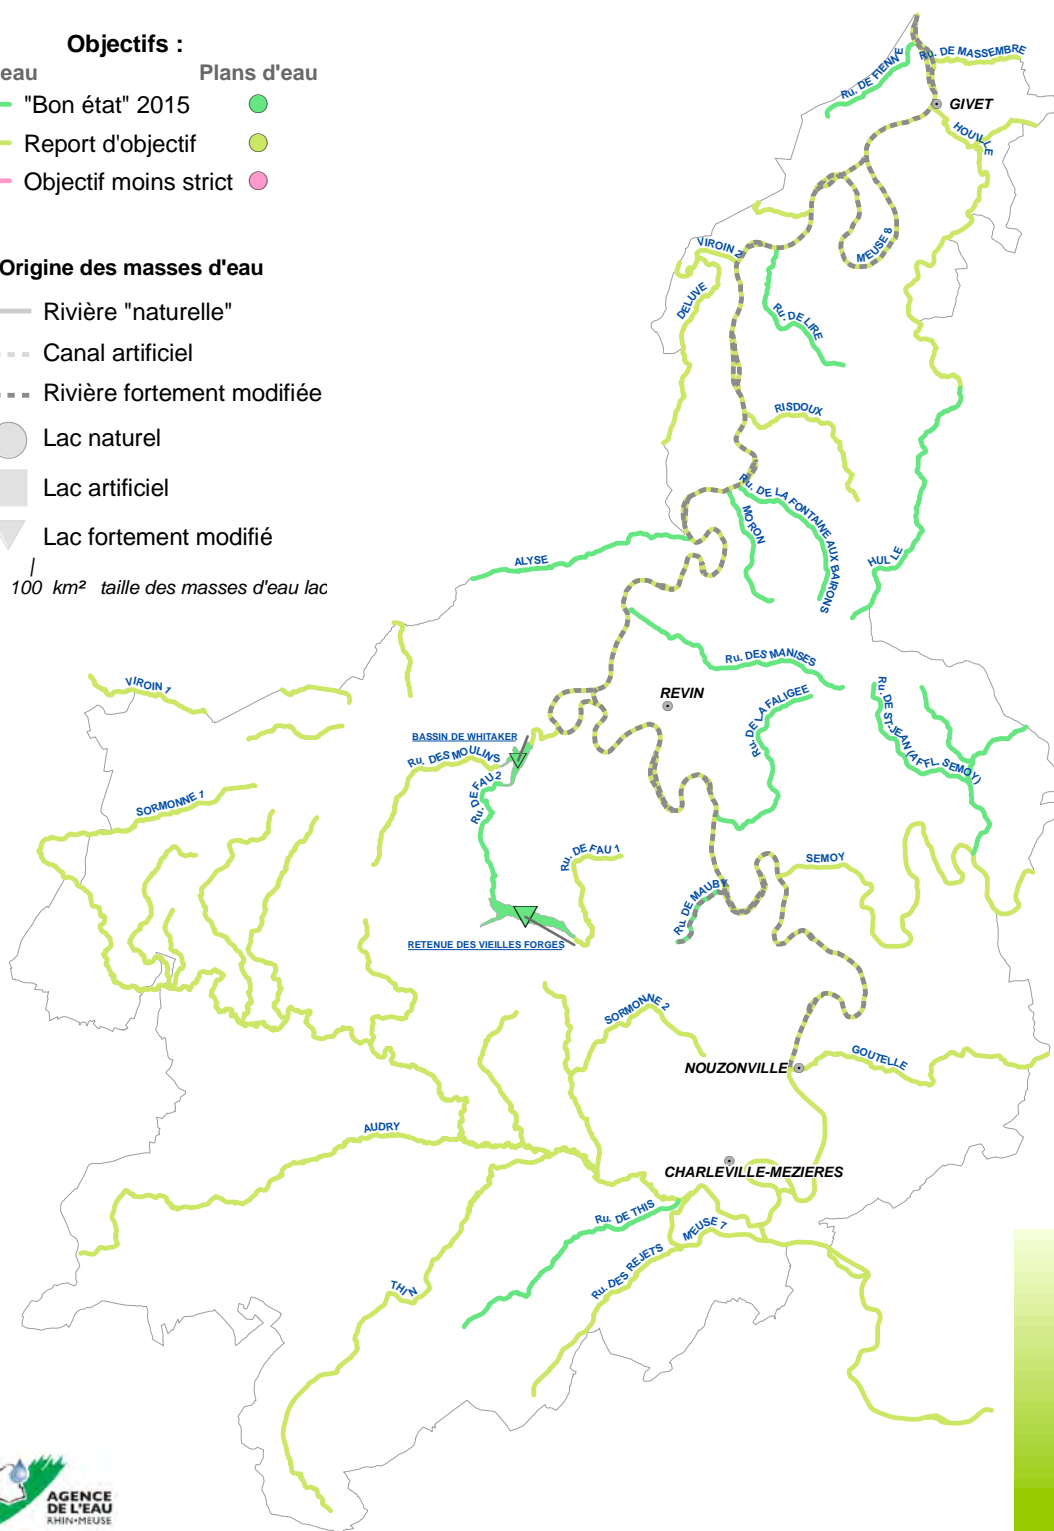 Objectifs :
eau
Plans d'eau
"Bon état" 2015
Report d'objectif
Objectif moins strict
Origine des masses d'eau
Rivière "naturelle"
Canal artificiel
Rivière fortement modifiée
Lac naturel
Lac artificiel
Lac fortement modifié
100 km² taille des masses d'eau lac
Ru. DE FIENNE
Ru. DE MASSEMBRE
GIVET
HOUILLE
MEUSE 8
VIROIN 2
DELUVE
Ru. DE LIRE
RISDOUX
Ru. DE LA FONTAINE AUX BAIRONS
MORON
ALYSE
HULLE
Ru. DES MANISES
VIROIN 1
REVIN
Ru. DE LA FALIGEE
Ru. DE ST-JEAN (AFFL. SEMOY)
BASSIN DE WHITAKER
Ru. DES MOULINS
Ru. DE FAU 2
SORMONNE 1
Ru. DE FAU 1
SEMOY
Ru. DE MAUBY
RETENUE DES VIEILLES FORGES
SORMONNE 2
NOUZONVILLE
GOUTELLE
AUDRY
CHARLEVILLE-MEZIERES
Ru. DE THIS
MEUSE 7
Ru. DES REJETS
THIN
AGENCE
DE L'EAU
RHIN•MEUSE